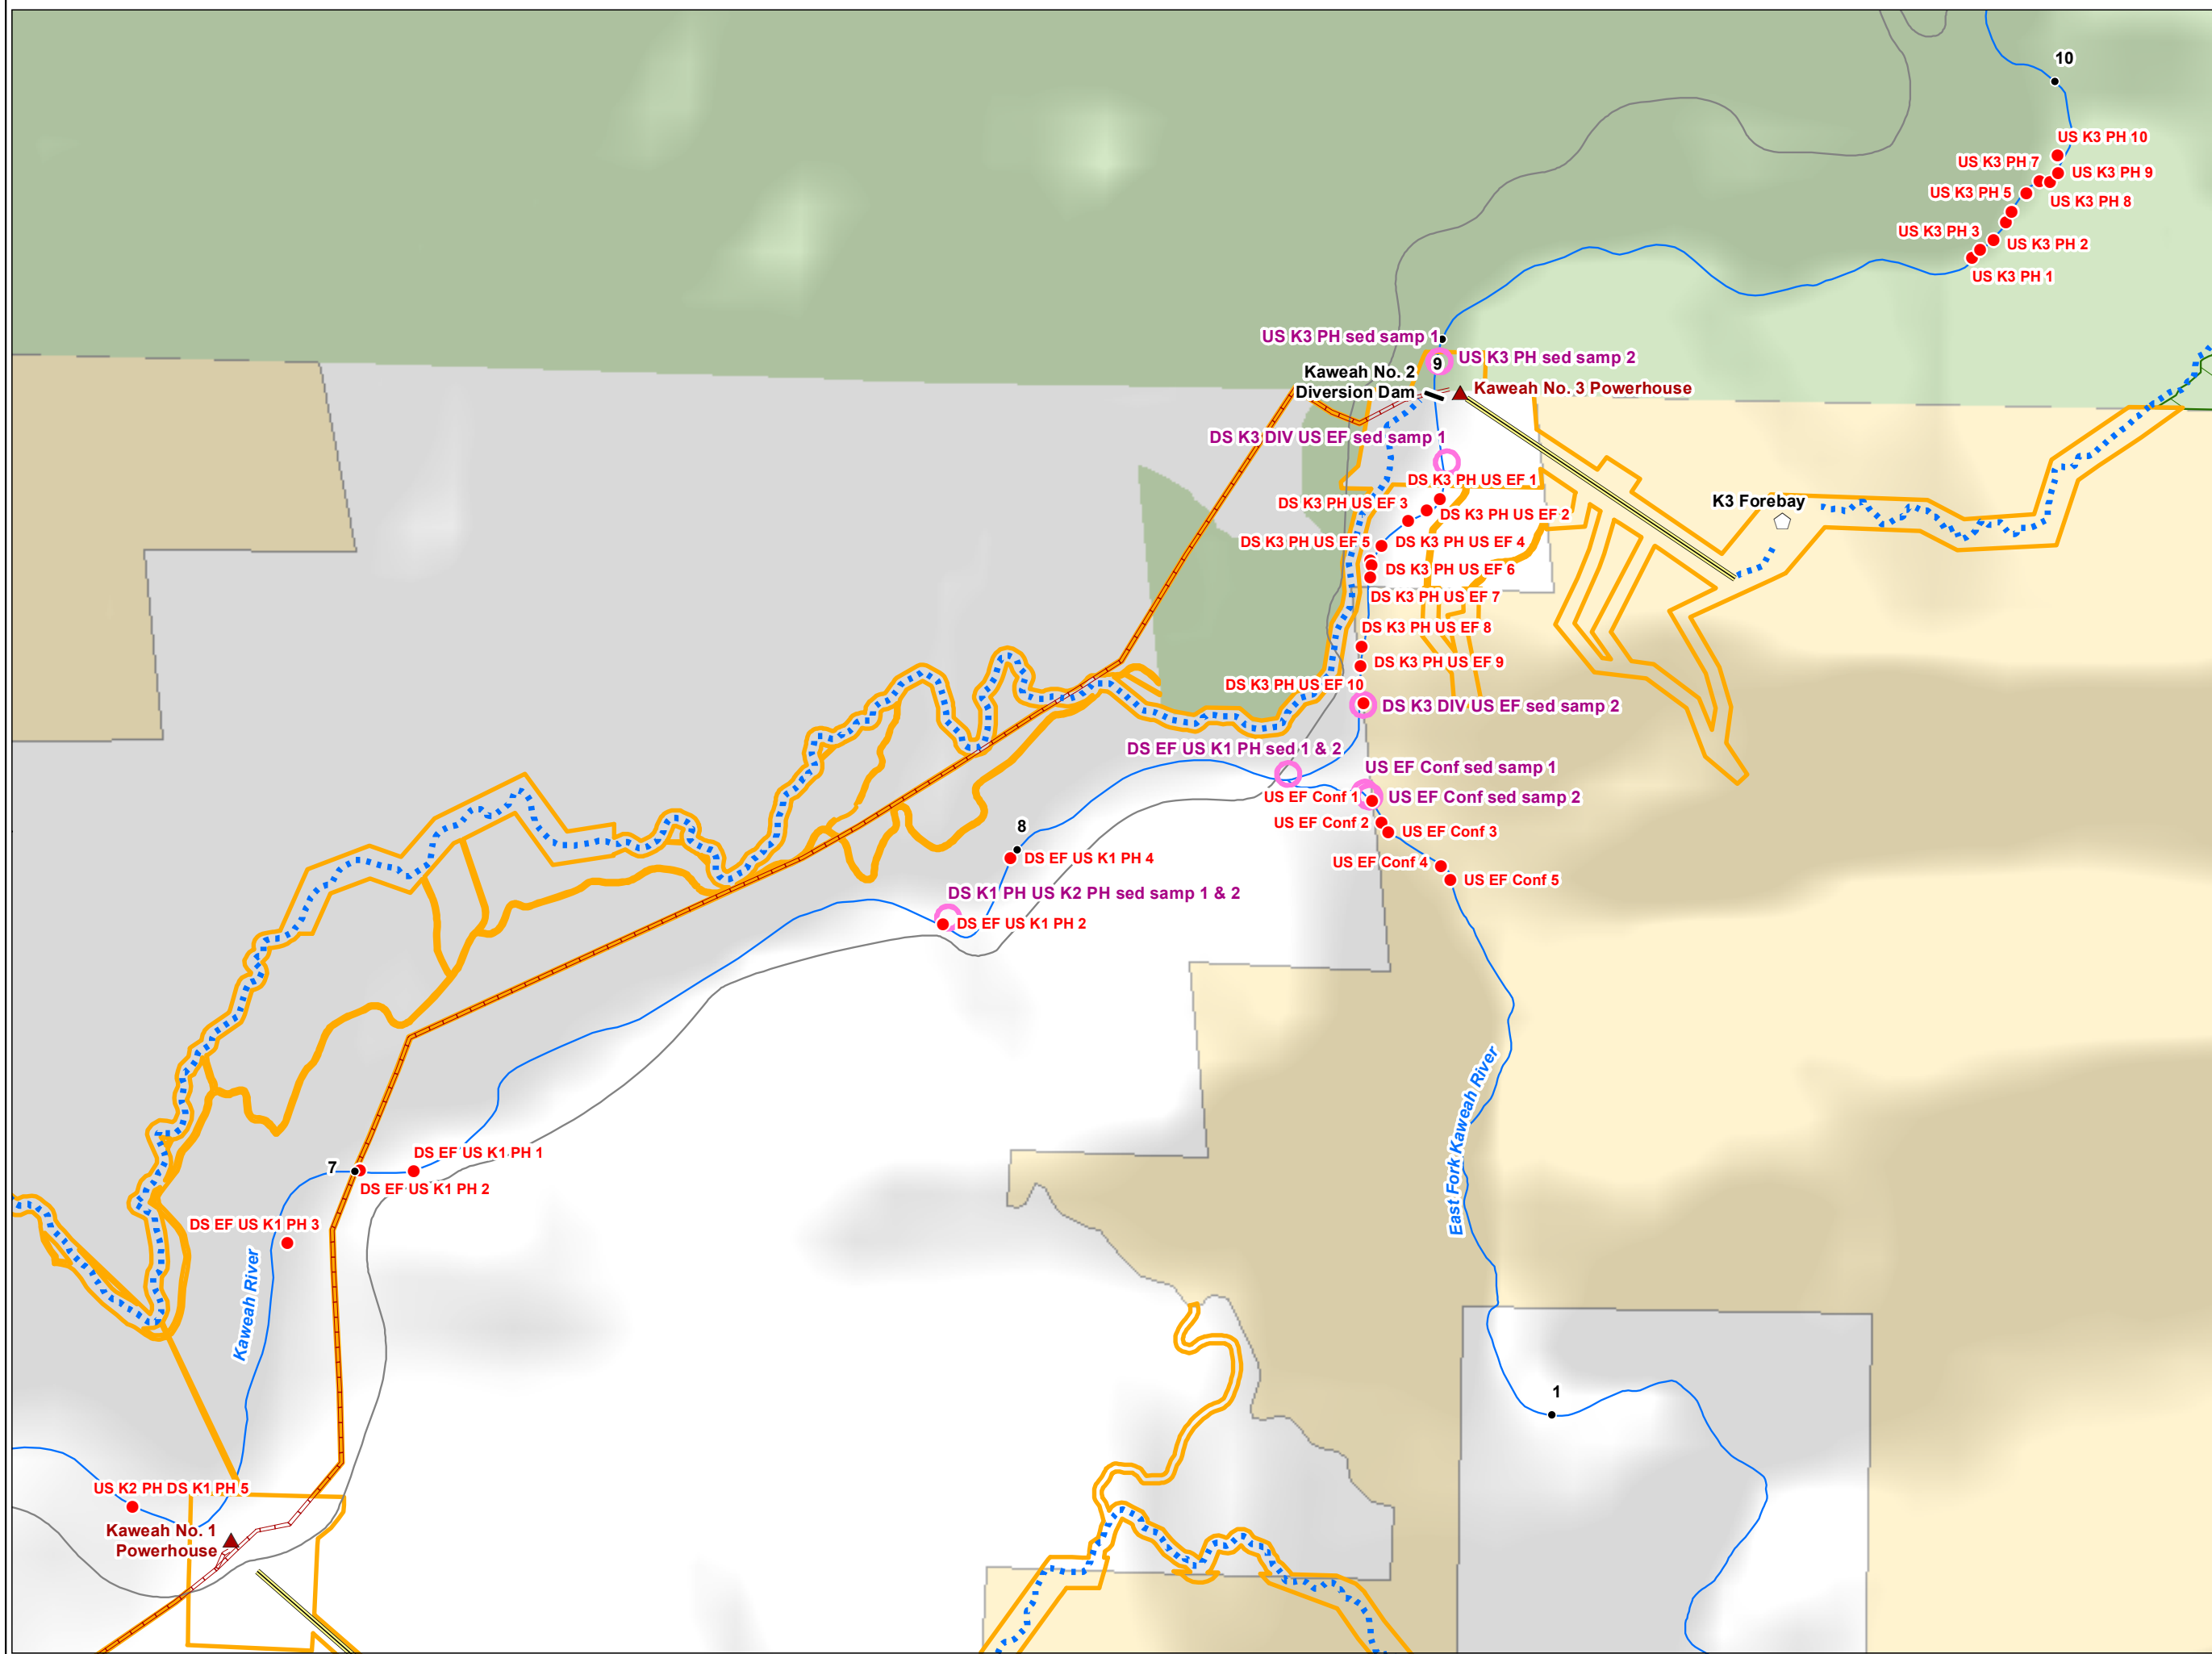 10
US K3 PH 10
US K3 PH 7
US K3 PH 9
US K3 PH 5
US K3 PH 8
US K3 PH 3
US K3 PH 2
US K3 PH 1
US K3 PH sed samp 1
US K3 PH sed samp 2
9
Kaweah No. 2
Diversion Dam
Kaweah No. 3 Powerhouse
DS K3 DIV US EF sed samp 1
DS K3 PH US EF 1
DS K3 PH US EF 3
DS K3 PH US EF 2
K3 Forebay
DS K3 PH US EF 5
DS K3 PH US EF 4
DS K3 PH US EF 6
DS K3 PH US EF 7
DS K3 PH US EF 8
DS K3 PH US EF 9
DS K3 PH US EF 10
DS K3 DIV US EF sed samp 2
DS EF US K1 PH sed 1 & 2
US EF Conf sed samp 1
US EF Conf 1
US EF Conf sed samp 2
US EF Conf 2
US EF Conf 3
8
DS EF US K1 PH 4
US EF Conf 4
US EF Conf 5
DS K1 PH US K2 PH sed samp 1 & 2
DS EF US K1 PH 2
East Fork Kaweah River
DS EF US K1 PH 1
7
DS EF US K1 PH 2
DS EF US K1 PH 3
Kaweah River
1
US K2 PH DS K1 PH 5
Kaweah No. 1
Powerhouse